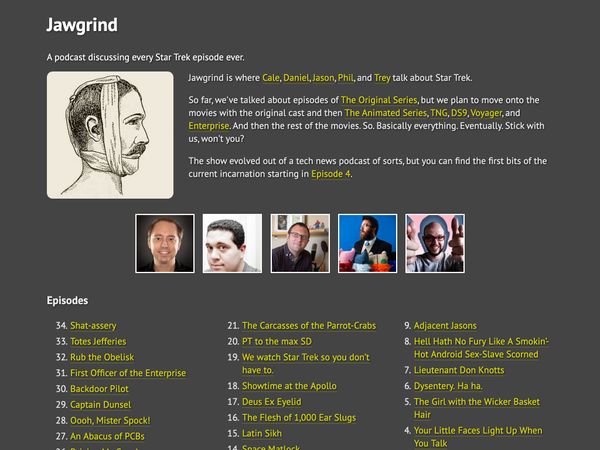 Jawgrind
A podcast discussing every Star Trek episode ever.
Jawgrind is where Cale, Daniel, Jason, Phil, and Trey talk about Star Trek.
So far, we've talked about episodes of The Original Series, but we plan to move onto the
movies with the original cast and then The Animated Series, TNG, DS9, Voyager, and
Enterprise. And then the rest of the movies. So. Basically everything. Eventually. Stick with
us, won't you?
The show evolved out of a tech news podcast of sorts, but you can find the first bits of the
current incarnation starting in Episode 4.
Episodes
34. Shat-assery
33. Totes Jefferies
32. Rub the Obelisk
31. First Officer of the Enterprise
30. Backdoor Pilot
29. Captain Dunsel
28. Oooh, Mister Spock!
27. An Abacus of PCBs
21. The Carcasses of the Parrot-Crabs
20. PT to the max SD
19. We watch Star Trek so you don't
have to.
18. Showtime at the Apollo
17. Deus Ex Eyelid
16. The Flesh of 1,000 Ear Slugs
15. Latin Sikh
14. Space Matlock
9. Adjacent Jasons
8. Hell Hath No Fury Like A Smokin'-
Hot Android Sex-Slave Scorned
7. Lieutenant Don Knotts
6. Dysentery. Ha ha.
5. The Girl with the Wicker Basket
Hair
4. Your Little Faces Light Up When
You Talk